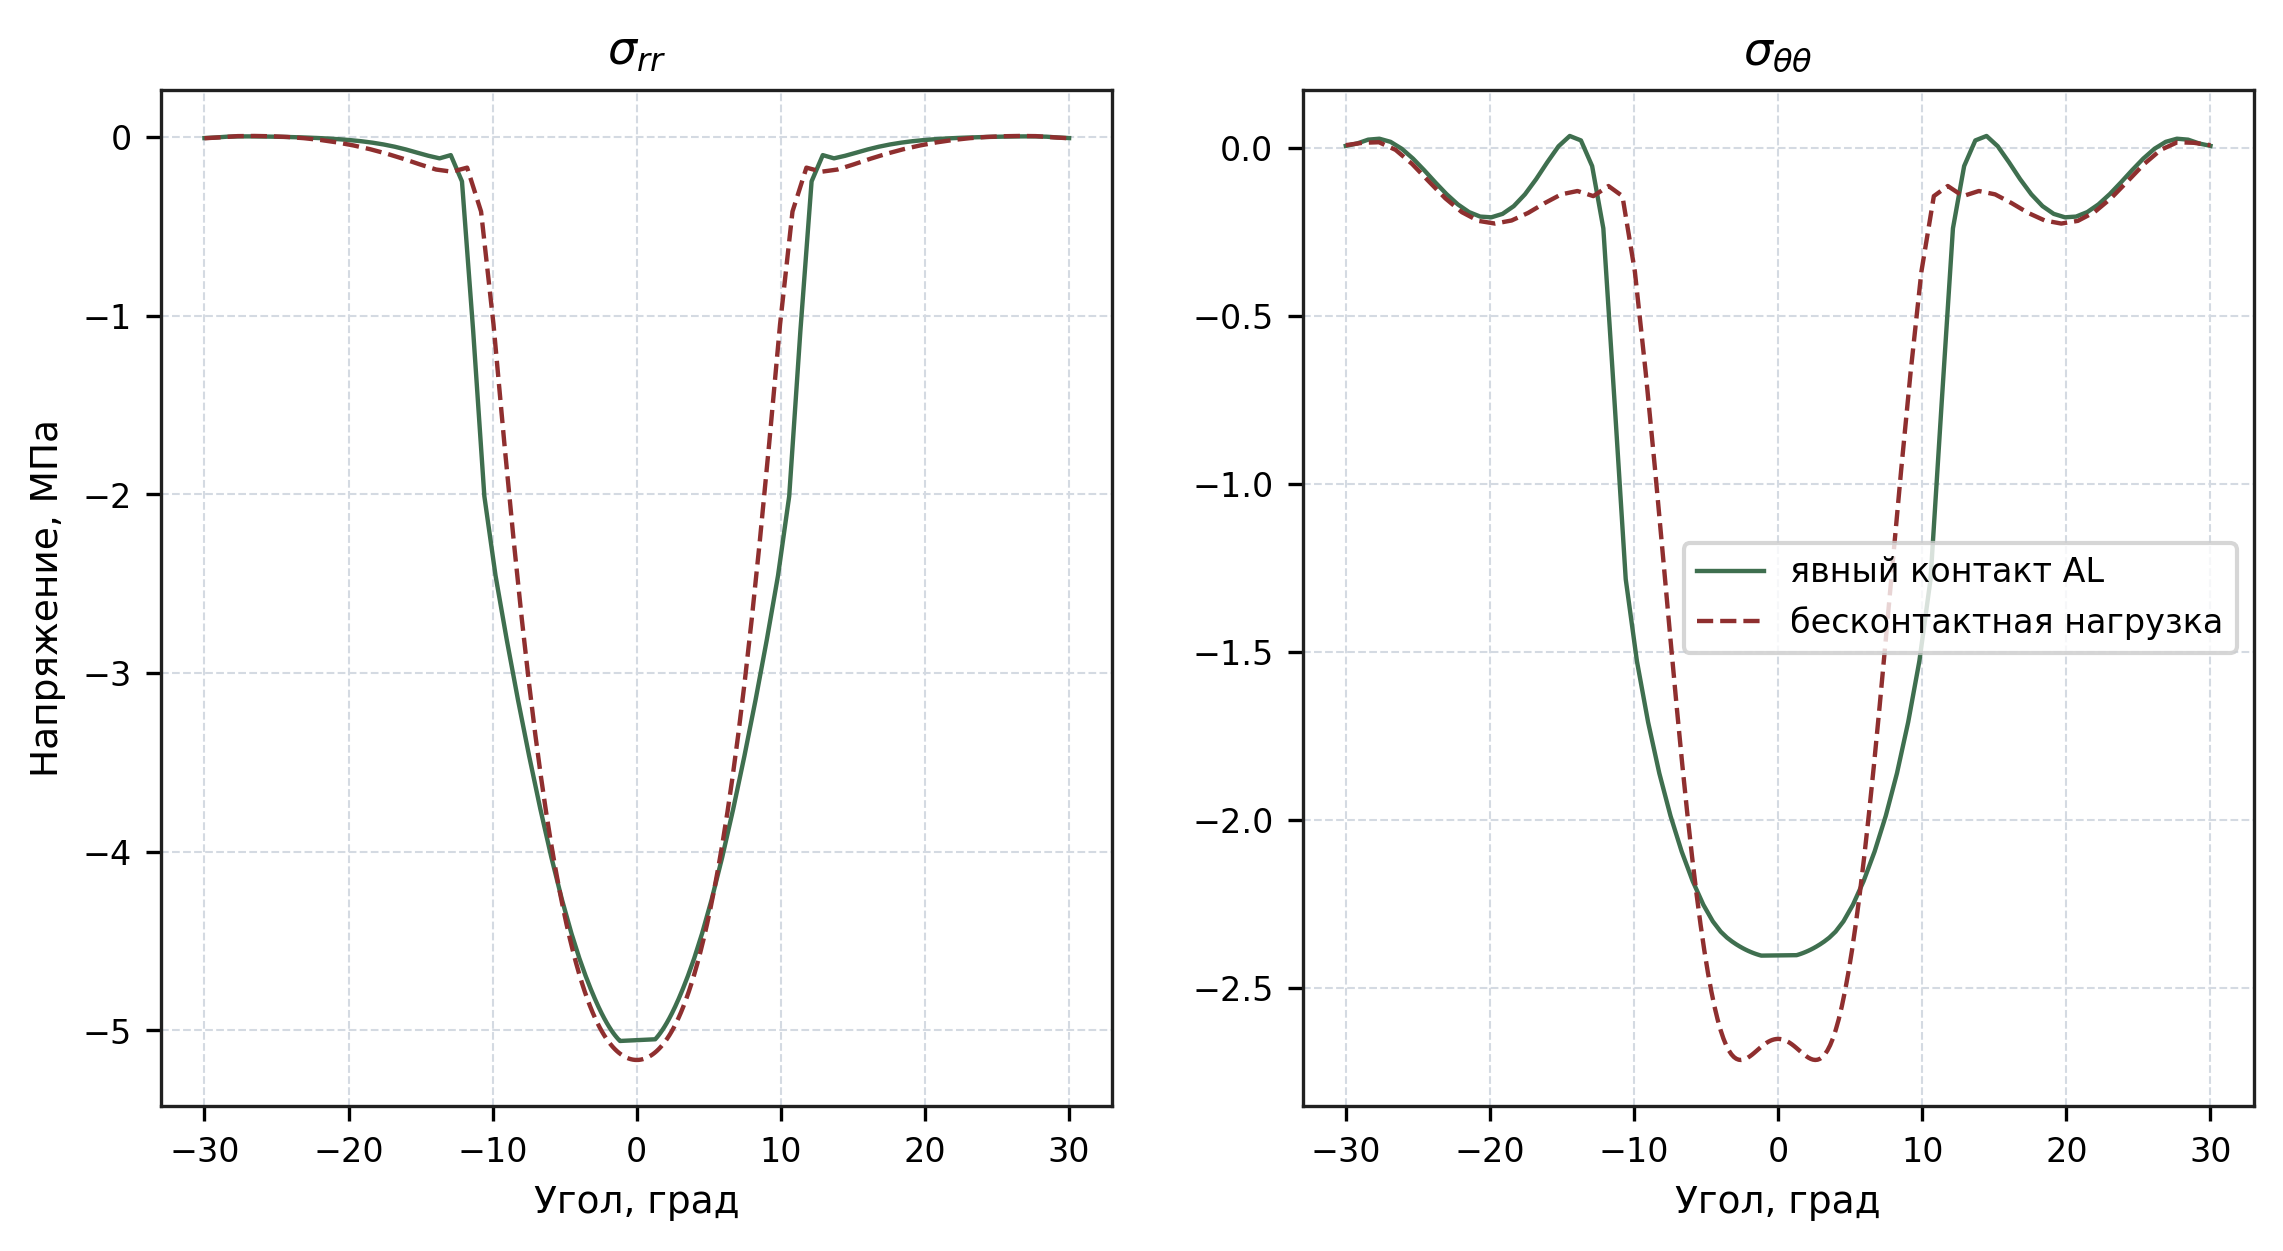 σrr
0
−1
−2
−3
−4
−5
Напряжение, МПа
−30 −20 −10 0 10 20 30
Угол, град
σθθ
0.0
−0.5
−1.0
−1.5
−2.0
−2.5
явный контакт AL
бесконтактная нагрузка
−30 −20 −10 0 10 20 30
Угол, град